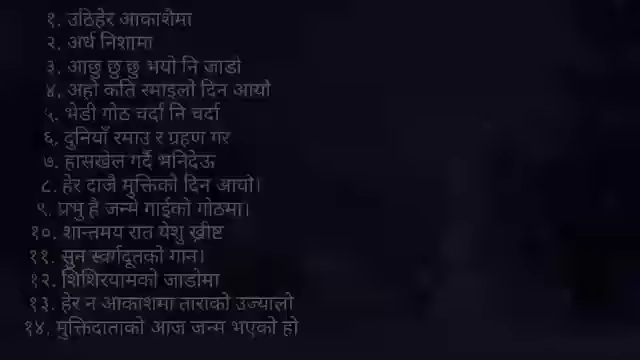 १. उठिहेर आकाशैमा
२. अर्ध निशामा
३. आछु छु छु भयो नि जाडो
४, अहो कति रमाइलो दिन आयो
५. भेडी गोठ चर्दा नि चर्दा
६, दुनियाँ रमाउ र ग्रहण गर
७. हासखेल गर्दै भनिदेऊ
८. हेर दाजै मुक्तिको दिन आयो।
९. प्रभु है जन्मे गाईको गोठमा।
१०. शान्तमय रात येशु ख्रीष्ट
११. सुन स्वर्गदूतको गान।
१२. शिशिरयामको जाडोमा
१३. हेर न आकाशमा ताराको उज्यालो
१४. मुक्तिदाताको आज जन्म भएको हो